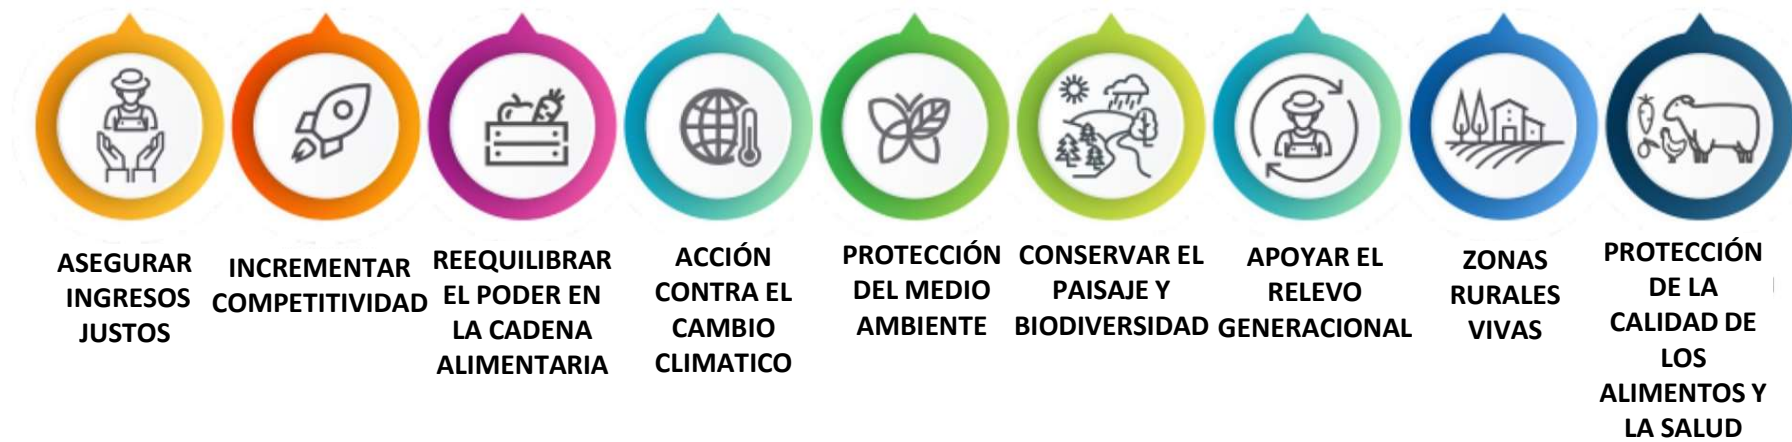 ASEGURAR
INGRESOS
JUSTOS
INCREMENTAR
COMPETITIVIDAD
REEQUILIBRAR
EL PODER EN
LA CADENA
ALIMENTARIA
ACCIÓN
CONTRA EL
CAMBIO
CLIMATICO
PROTECCIÓN
DEL MEDIO
AMBIENTE
CONSERVAR EL
PAISAJE Y
BIODIVERSIDAD
APOYAR EL
RELEVO
GENERACIONAL
ZONAS
RURALES
VIVAS
PROTECCIÓN
DE LA
CALIDAD DE
LOS
ALIMENTOS Y
LA SALUD